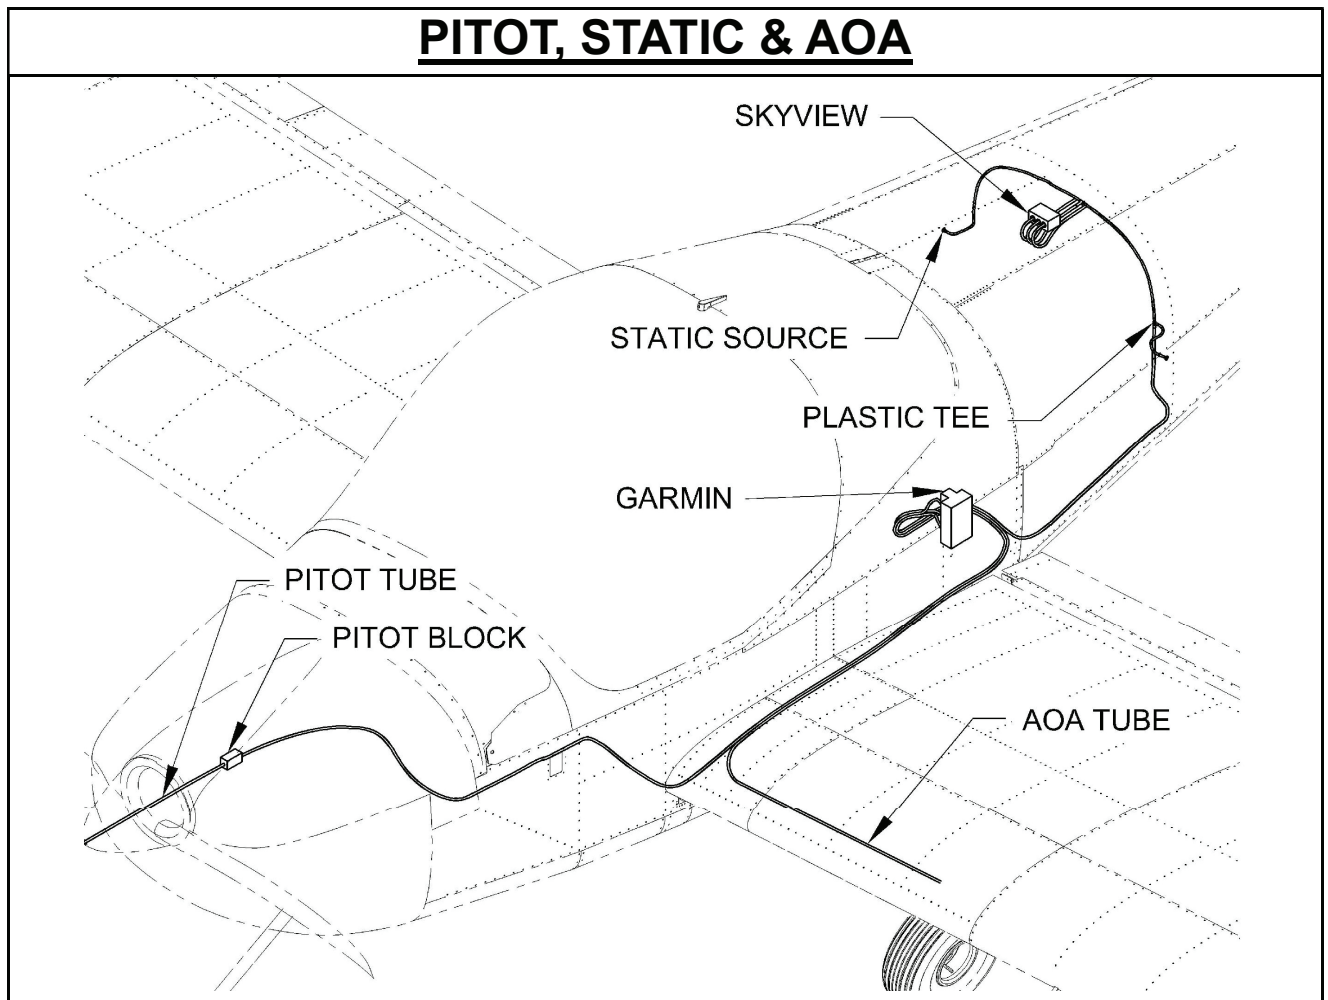 PITOT, STATIC & AOA
SKYVIEW
STATIC SOURCE
PLASTIC TEE
GARMIN
PITOT TUBE
PITOT BLOCK
AOA TUBE